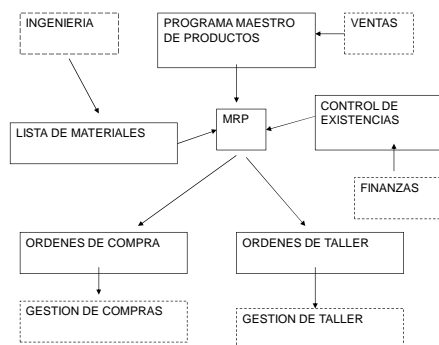 INGENIERIA
PROGRAMA MAESTRO
DE PRODUCTOS
VENTAS
LISTA DE MATERIALES
MRP
CONTROL DE
EXISTENCIAS
FINANZAS
ORDENES DE COMPRA
ORDENES DE TALLER
GESTION DE COMPRAS
GESTION DE TALLER